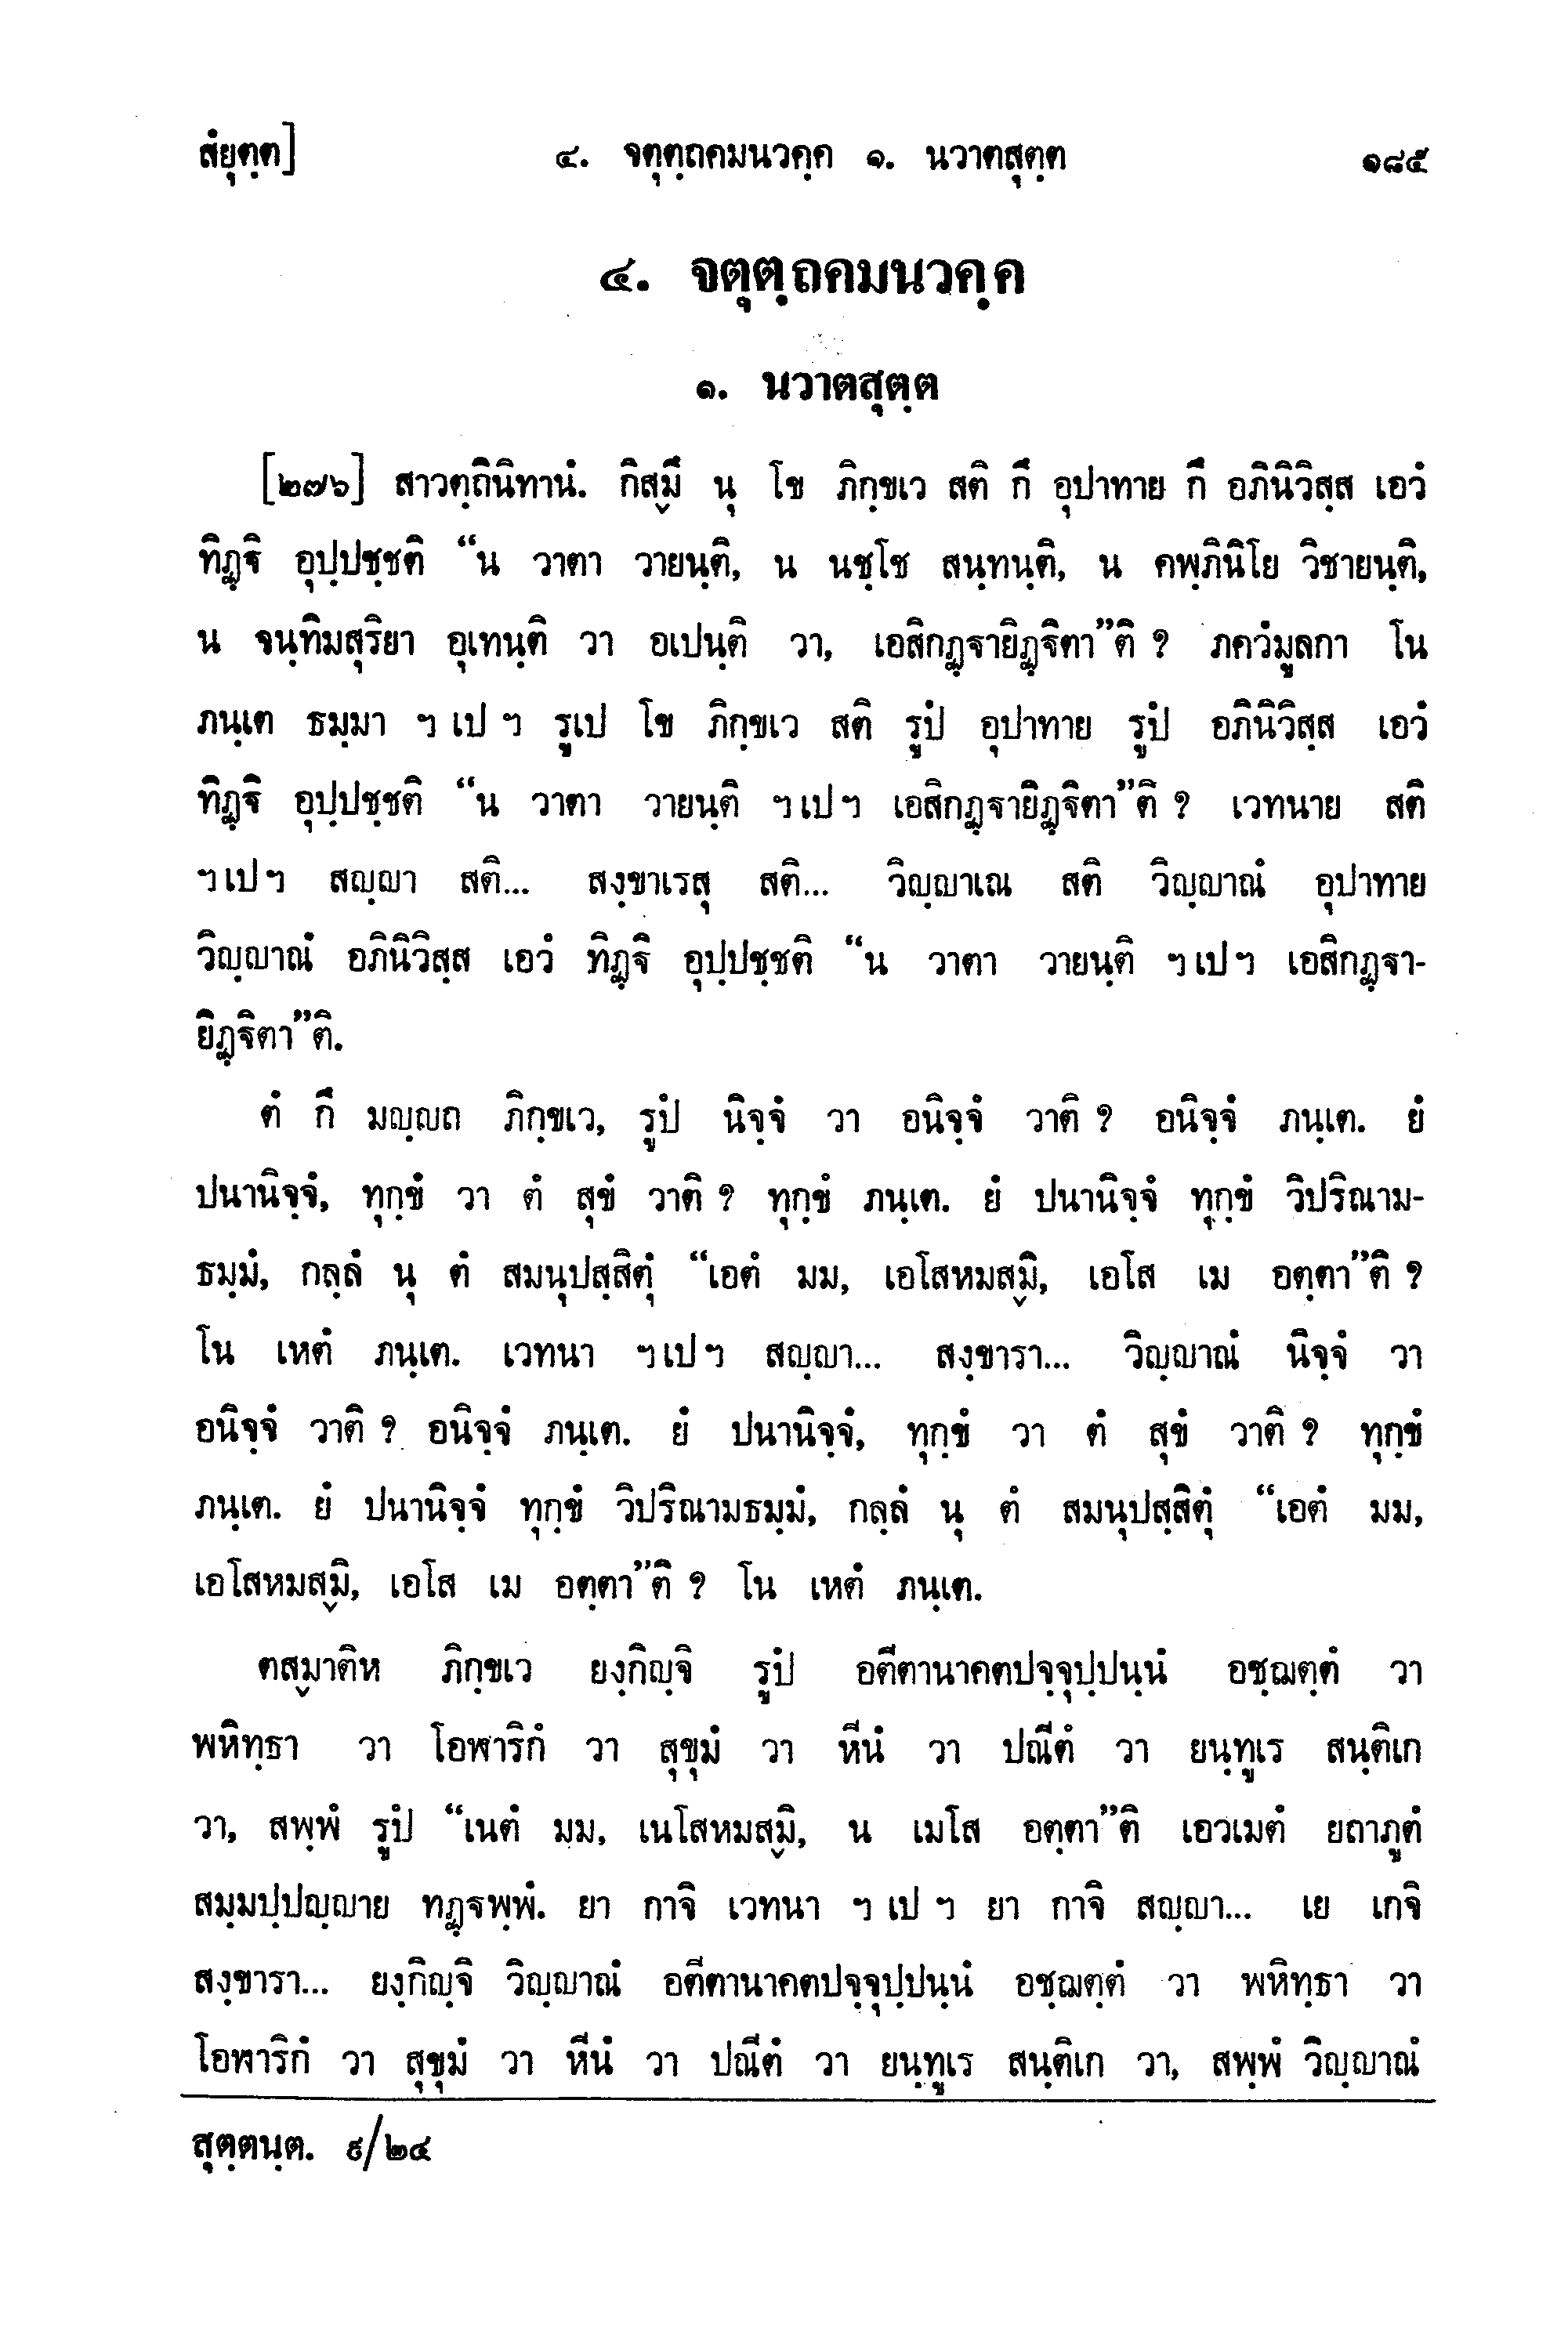 สํยุตฺต]	๔. จตุตฺถคมนวคฺค ๑. นวาตสุตฺต	๑๘๕
๔. จตุตฺถคมนวคฺค
๑. นวาตสุตฺต
[๒๗๖] สาวตฺถินิทานํ. กิสฺมึ นุ โข ภิกฺขเว สติ กึ อุปาทาย กึ อภินิวิสฺส เอวํ
ทิฏฺฐิ อุปฺปชฺชติ “น วาตา วายนฺติ, น นชฺโช สนฺทนฺติ, น คพฺภินิโย วิชายนฺติ,
น จนฺทิมสุริยา อุเทนฺติ วา อเปนฺติ วา, เอสิกฏฺฐายิฏฺฐิตา”ติ ? ภควํมูลกา โน
ภนฺเต ธมฺมา ฯ เป ฯ รูเป โข ภิกฺขเว สติ รูปํ อุปาทาย รูปํ อภินิวิสฺส เอวํ
ทิฏฺฐิ อุปฺปชฺชติ “น วาตา วายนฺติ ฯเปฯ เอสิกฏฺฐายิฏฺฐิตา”ติ ? เวทนาย สติ
ฯเปฯ สญฺญา สติ... สงฺขาเรสุ สติ... วิญฺญาเณ สติ วิญฺญาณํ อุปาทาย
วิญฺญาณํ อภินิวิสฺส เอวํ ทิฏฺฐิ อุปฺปชฺชติ “น วาตา วายนฺติ ฯเปฯ เอสิกฏฺฐา-
ยิฏฺฐิตา”ติ.
ตํ กึ มญฺญถ ภิกฺขเว, รูปํ นิจฺจํ วา อนิจฺจํ วาติ ? อนิจฺจํ ภนฺเต. ยํ
ปนานิจฺจํ, ทุกฺขํ วา ตํ สุขํ วาติ ? ทุกฺขํ ภนฺเต. ยํ ปนานิจฺจํ ทุกฺขํ วิปริณาม-
ธมฺมํ, กลฺลํ นุ ตํ สมนุปสฺสิตุํ “เอตํ มม, เอโสหมสฺมิ, เอโส เม อตฺตา”ติ ?
โน เหตํ ภนฺเต. เวทนา ฯเปฯ สญฺญา... สงฺขารา... วิญฺญาณํ นิจฺจํ วา
อนิจฺจํ วาติ ? อนิจฺจํ ภนฺเต. ยํ ปนานิจฺจํ, ทุกฺขํ วา ตํ สุขํ วาติ ? ทุกฺขํ
ภนฺเต. ยํ ปนานิจฺจํ ทุกฺขํ วิปริณามธมฺมํ, กลฺลํ นุ ตํ สมนุปสฺสิตุํ “เอตํ มม,
เอโสหมสฺมิ, เอโส เม อตฺตา”ติ ? โน เหตํ ภนฺเต.
ตสฺมาติห ภิกฺขเว ยงฺกิญฺจิ รูปํ อตีตานาคตปจฺจุปฺปนฺนํ อชฺฌตฺตํ วา
พหิทฺธา วา โอฬาริกํ วา สุขุมํ วา หีนํ วา ปณีตํ วา ยนฺทูเร สนฺติเก
วา, สพฺพํ รูปํ “เนตํ มม, เนโสหมสฺมิ, น เมโส อตฺตา”ติ เอวเมตํ ยถาภูตํ
สมฺมปฺปญฺญาย ทฏฺฐพฺพํ. ยา กาจิ เวทนา ฯ เป ฯ ยา กาจิ สญฺญา... เย เกจิ
สงฺขารา... ยงฺกิญฺจิ วิญฺญาณํ อตีตานาคตปจฺจุปฺปนฺนํ อชฺฌตฺตํ วา พหิทฺธา วา
โอฬาริกํ วา สุขุมํ วา หีนํ วา ปณีตํ วา ยนฺทูเร สนฺติเก วา, สพฺพํ วิญฺญาณํ
สุตฺตนฺต. ๙/๒๔